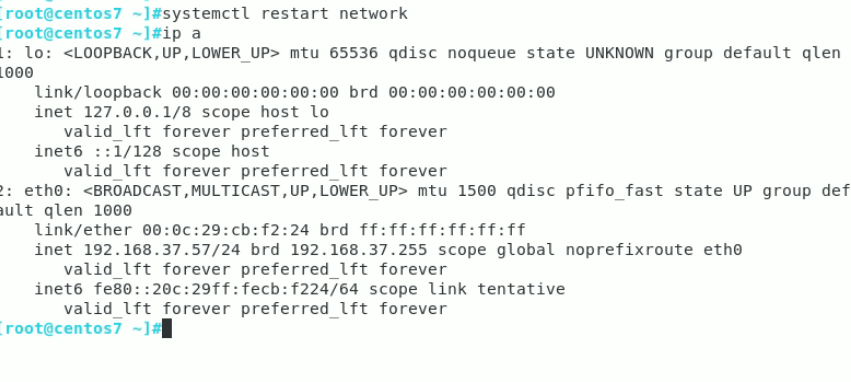 [root@centos7 ~]#systemctl restart network
[root@centos7 ~]#ip a
1: lo: <LOOPBACK,UP,LOWER_UP> mtu 65536 qdisc noqueue state UNKNOWN group default qlen
1000
    link/loopback 00:00:00:00:00:00 brd 00:00:00:00:00:00
    inet 127.0.0.1/8 scope host lo
       valid_lft forever preferred_lft forever
    inet6 ::1/128 scope host
       valid_lft forever preferred_lft forever
2: eth0: <BROADCAST,MULTICAST,UP,LOWER_UP> mtu 1500 qdisc pfifo_fast state UP group def
ault qlen 1000
    link/ether 00:0c:29:cb:f2:24 brd ff:ff:ff:ff:ff:ff
    inet 192.168.37.57/24 brd 192.168.37.255 scope global noprefixroute eth0
       valid_lft forever preferred_lft forever
    inet6 fe80::20c:29ff:fecb:f224/64 scope link tentative
       valid_lft forever preferred_lft forever
[root@centos7 ~]#